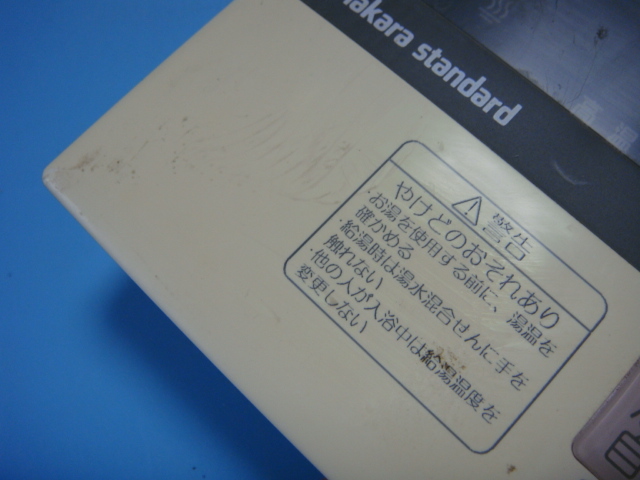 takara standard
⚠ 警告
やけどのおそれあり
・お湯を使用する前に、湯温を
確かめる
・給湯時は湯水混合せんに手を
触れない
・他の人が入浴中は給湯温度を
変更しない